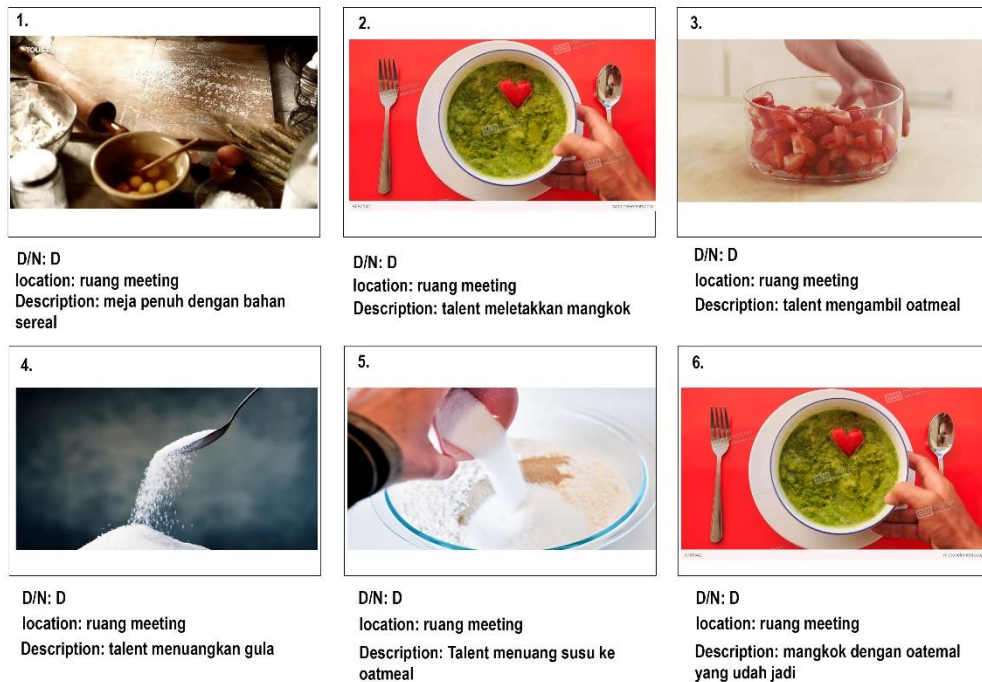 1.
2.
3.
D/N: D
location: ruang meeting
Description: meja penuh dengan bahan
sereal
D/N: D
location: ruang meeting
Description: talent meletakkan mangkok
D/N: D
location: ruang meeting
Description: talent mengambil oatmeal
4.
5.
6.
D/N: D
location: ruang meeting
Description: talent menuangkan gula
D/N: D
location: ruang meeting
Description: Talent menuang susu ke
oatmeal
D/N: D
location: ruang meeting
Description: mangkok dengan oatemal
yang udah jadi